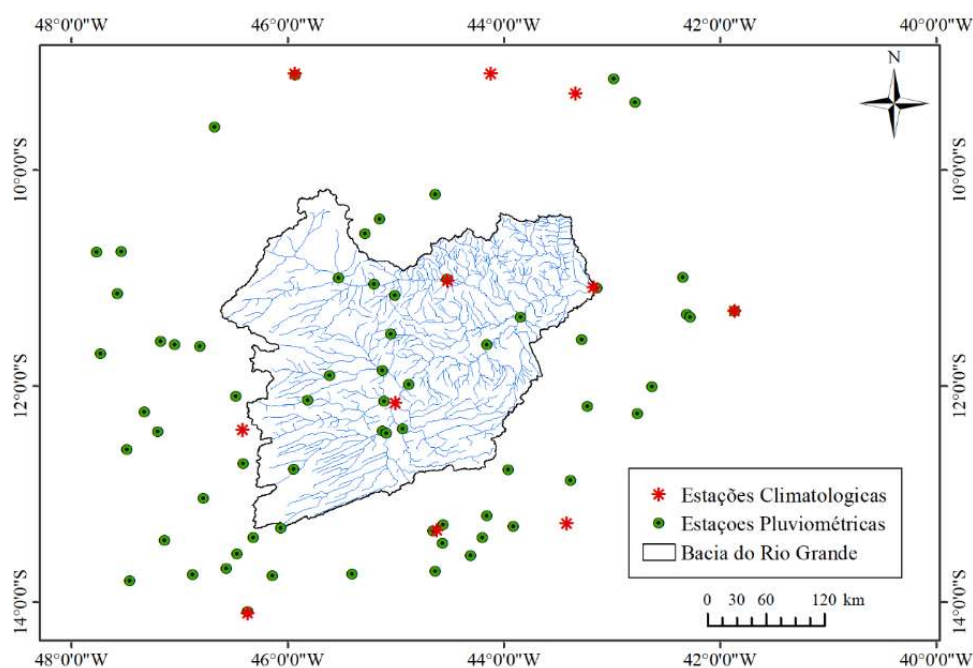 48°0'0"W 46°0'0"W 44°0'0"W 42°0'0"W 40°0'0"W
N
10°0'0"S 10°0'0"S
12°0'0"S 12°0'0"S
Estações Climatologicas
Estaçoes Pluviométricas
Bacia do Rio Grande
0 30 60 120 km
14°0'0"S 14°0'0"S
48°0'0"W 46°0'0"W 44°0'0"W 42°0'0"W 40°0'0"W